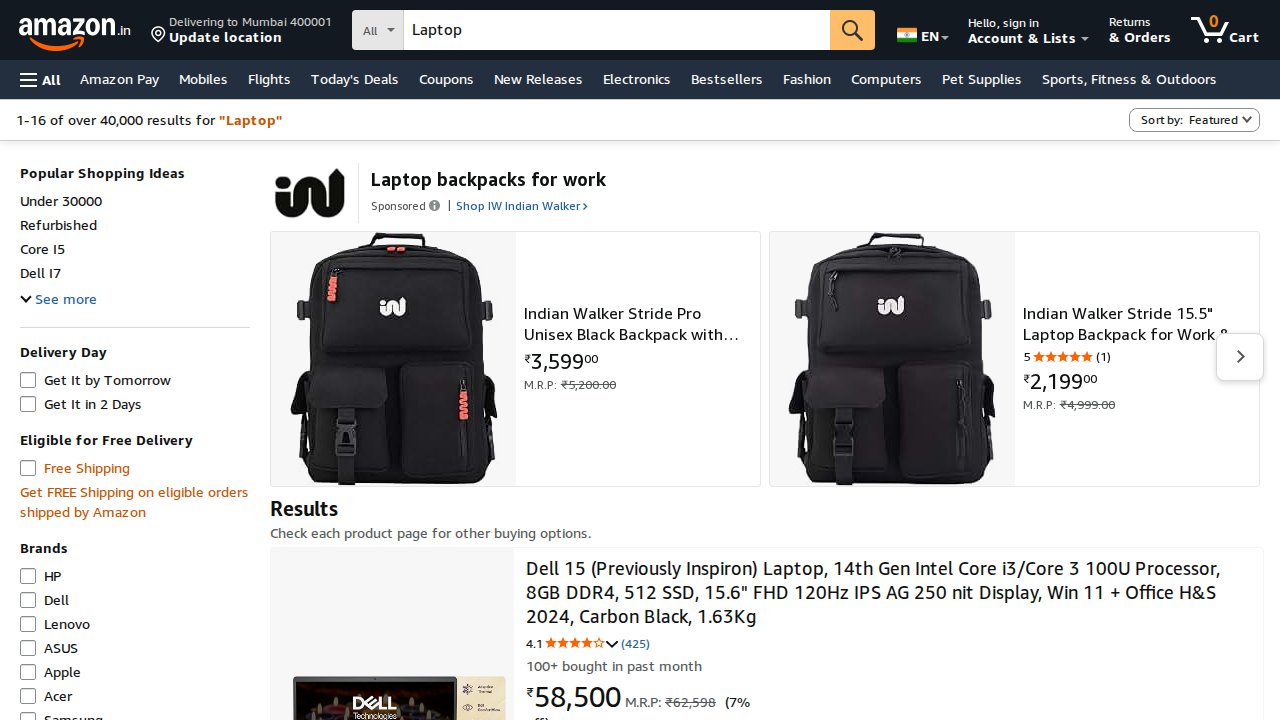 amazon.in
Delivering to Mumbai 400001
Update location
All
Laptop
EN
Hello, sign in
Account & Lists
Returns
& Orders
0
Cart
All
Amazon Pay
Mobiles
Flights
Today's Deals
Coupons
New Releases
Electronics
Bestsellers
Fashion
Computers
Pet Supplies
Sports, Fitness & Outdoors
1-16 of over 40,000 results for "Laptop"
Sort by: Featured
Popular Shopping Ideas
Under 30000
Refurbished
Core I5
Dell I7
See more
Delivery Day
Get It by Tomorrow
Get It in 2 Days
Eligible for Free Delivery
Free Shipping
Get FREE Shipping on eligible orders
shipped by Amazon
Brands
HP
Dell
Lenovo
ASUS
Apple
Acer
Samsung
Laptop backpacks for work
Sponsored | Shop IW Indian Walker
Indian Walker Stride Pro
Unisex Black Backpack with…
₹3,59900
M.R.P: ₹5,200.00
Indian Walker Stride 15.5"
Laptop Backpack for Work &
5 (1)
₹2,19900
M.R.P: ₹4,999.00
Results
Check each product page for other buying options.
Dell 15 (Previously Inspiron) Laptop, 14th Gen Intel Core i3/Core 3 100U Processor,
8GB DDR4, 512 SSD, 15.6" FHD 120Hz IPS AG 250 nit Display, Win 11 + Office H&S
2024, Carbon Black, 1.63Kg
4.1 (425)
100+ bought in past month
₹58,500 M.R.P: ₹62,598 (7%
DELL
Technologies